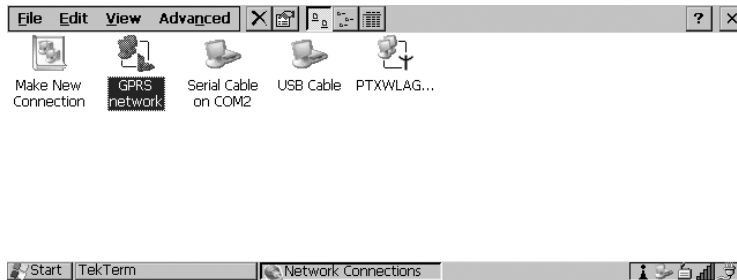 File Edit View Advanced ?
Make New Connection
GPRS network
Serial Cable on COM2
USB Cable
PTXWLAG...
Start TekTerm Network Connections